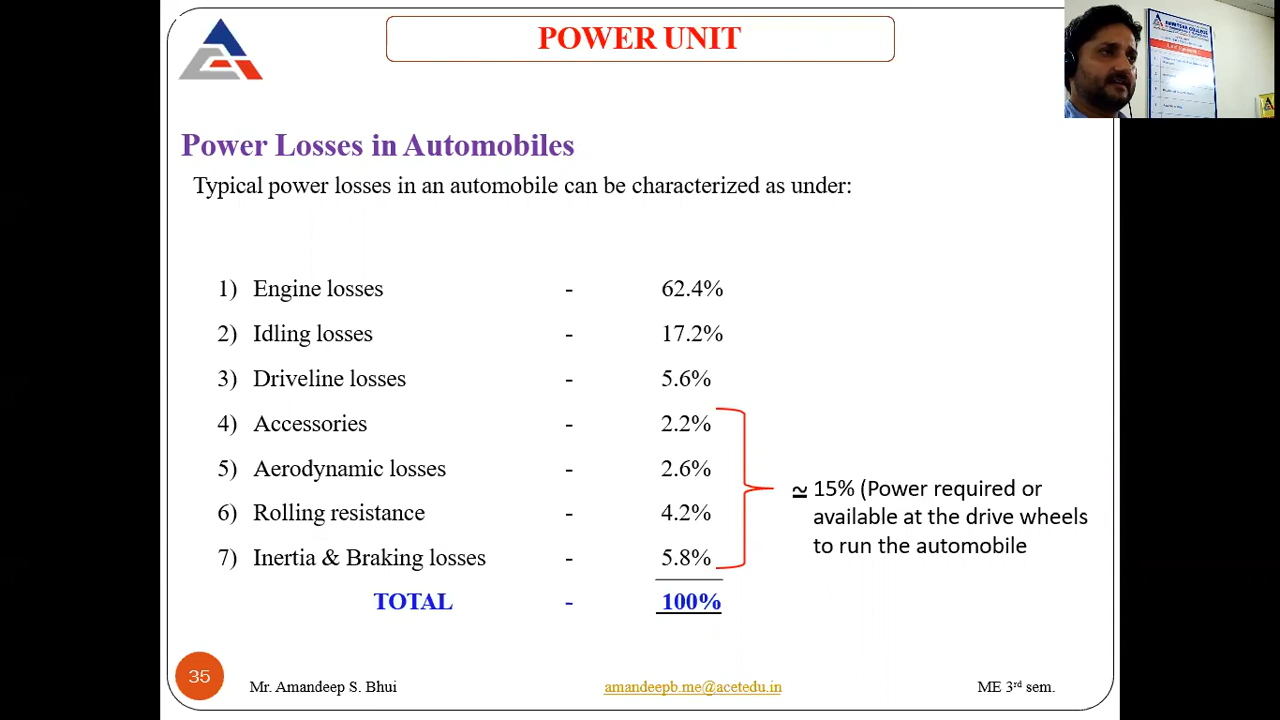 POWER UNIT
Power Losses in Automobiles
Typical power losses in an automobile can be characterized as under:
1) Engine losses - 62.4%
2) Idling losses - 17.2%
3) Driveline losses - 5.6%
4) Accessories - 2.2%
5) Aerodynamic losses - 2.6%
6) Rolling resistance - 4.2%
7) Inertia & Braking losses - 5.8%
≃ 15% (Power required or
available at the drive wheels
to run the automobile
TOTAL - 100%
35
Mr. Amandeep S. Bhui
amandeepb.me@acetedu.in
ME 3rd sem.